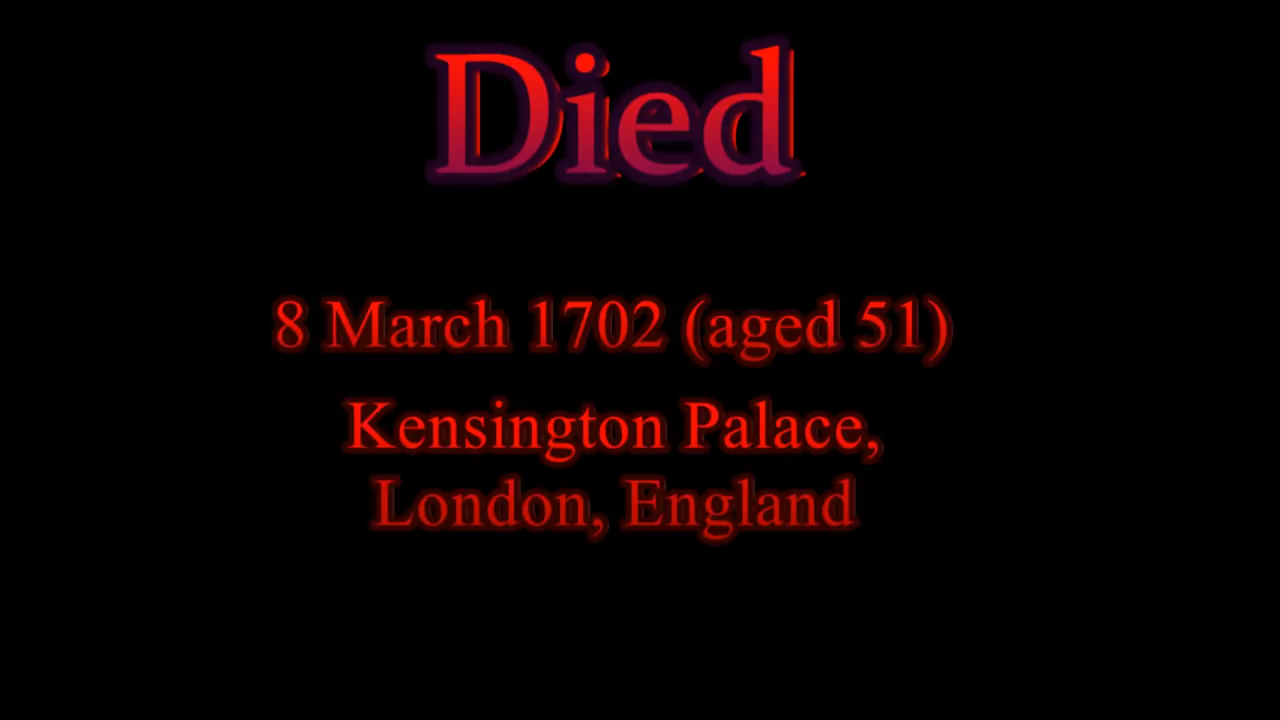 Died
8 March 1702 (aged 51)
Kensington Palace,
London, England